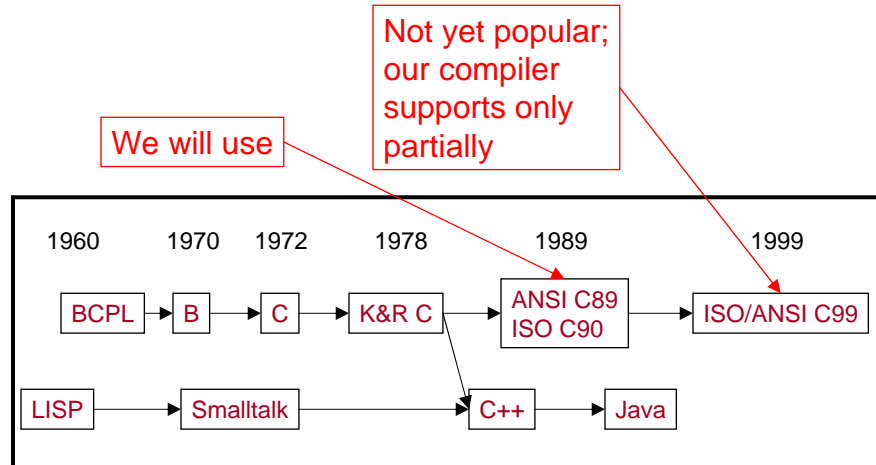 Not yet popular;
our compiler
supports only
partially
We will use
1960 1970 1972 1978 1989 1999
BCPL B C K&R C ANSI C89 ISO/ANSI C99
ISO C90
LISP Smalltalk C++ Java